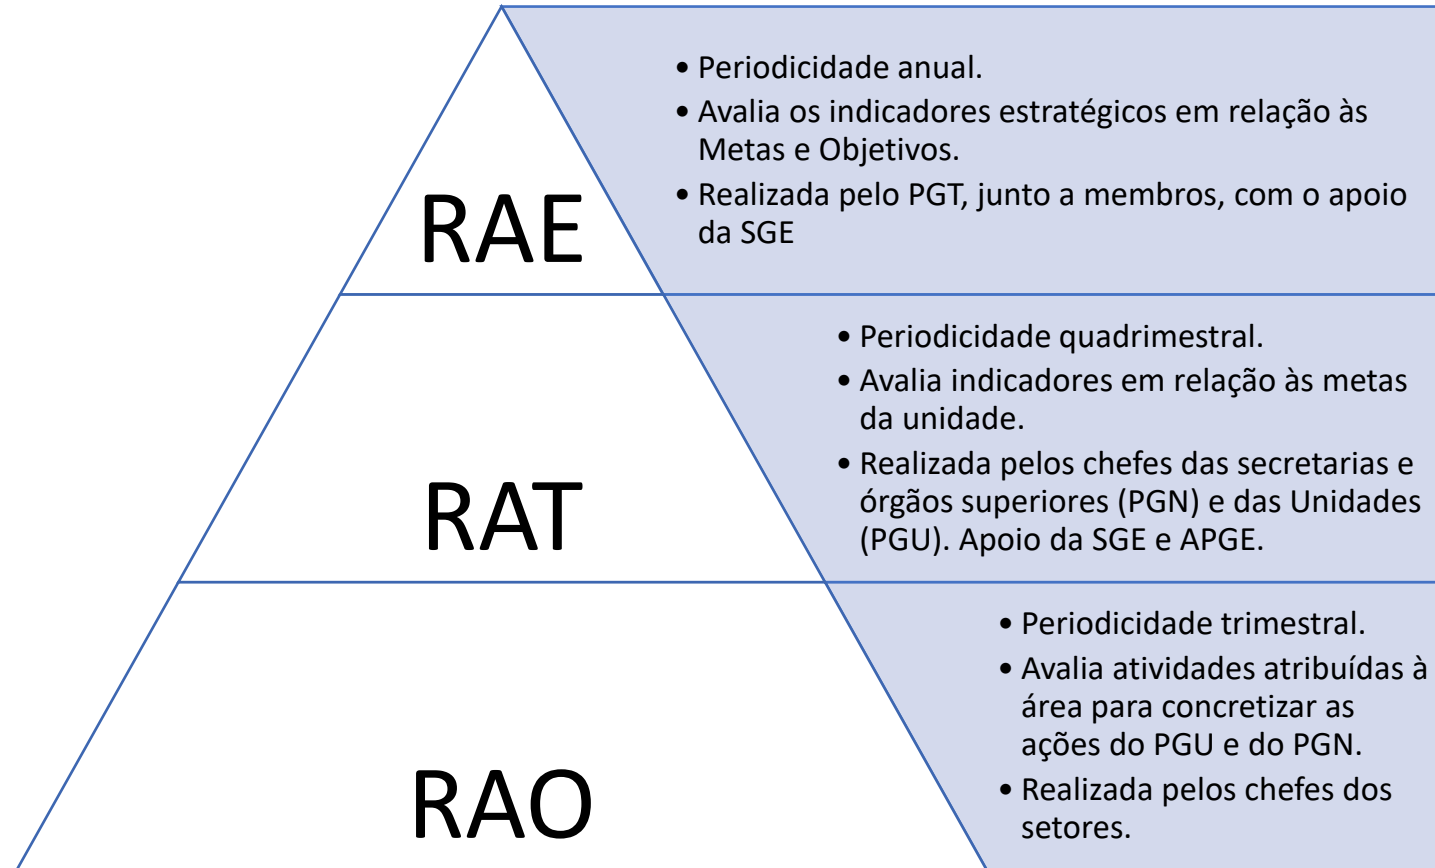 RAE
• Periodicidade anual.
• Avalia os indicadores estratégicos em relação às
Metas e Objetivos.
• Realizada pelo PGT, junto a membros, com o apoio
da SGE
RAT
• Periodicidade quadrimestral.
• Avalia indicadores em relação às metas
da unidade.
• Realizada pelos chefes das secretarias e
órgãos superiores (PGN) e das Unidades
(PGU). Apoio da SGE e APGE.
RAO
• Periodicidade trimestral.
• Avalia atividades atribuídas à
área para concretizar as
ações do PGU e do PGN.
• Realizada pelos chefes dos
setores.